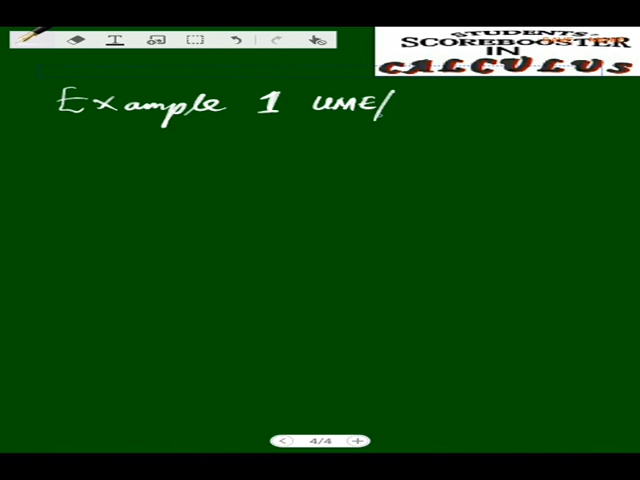 STUDENTS'
SCOREBOOSTER
IN
CALCULUS
Example 1 UME/
4/4